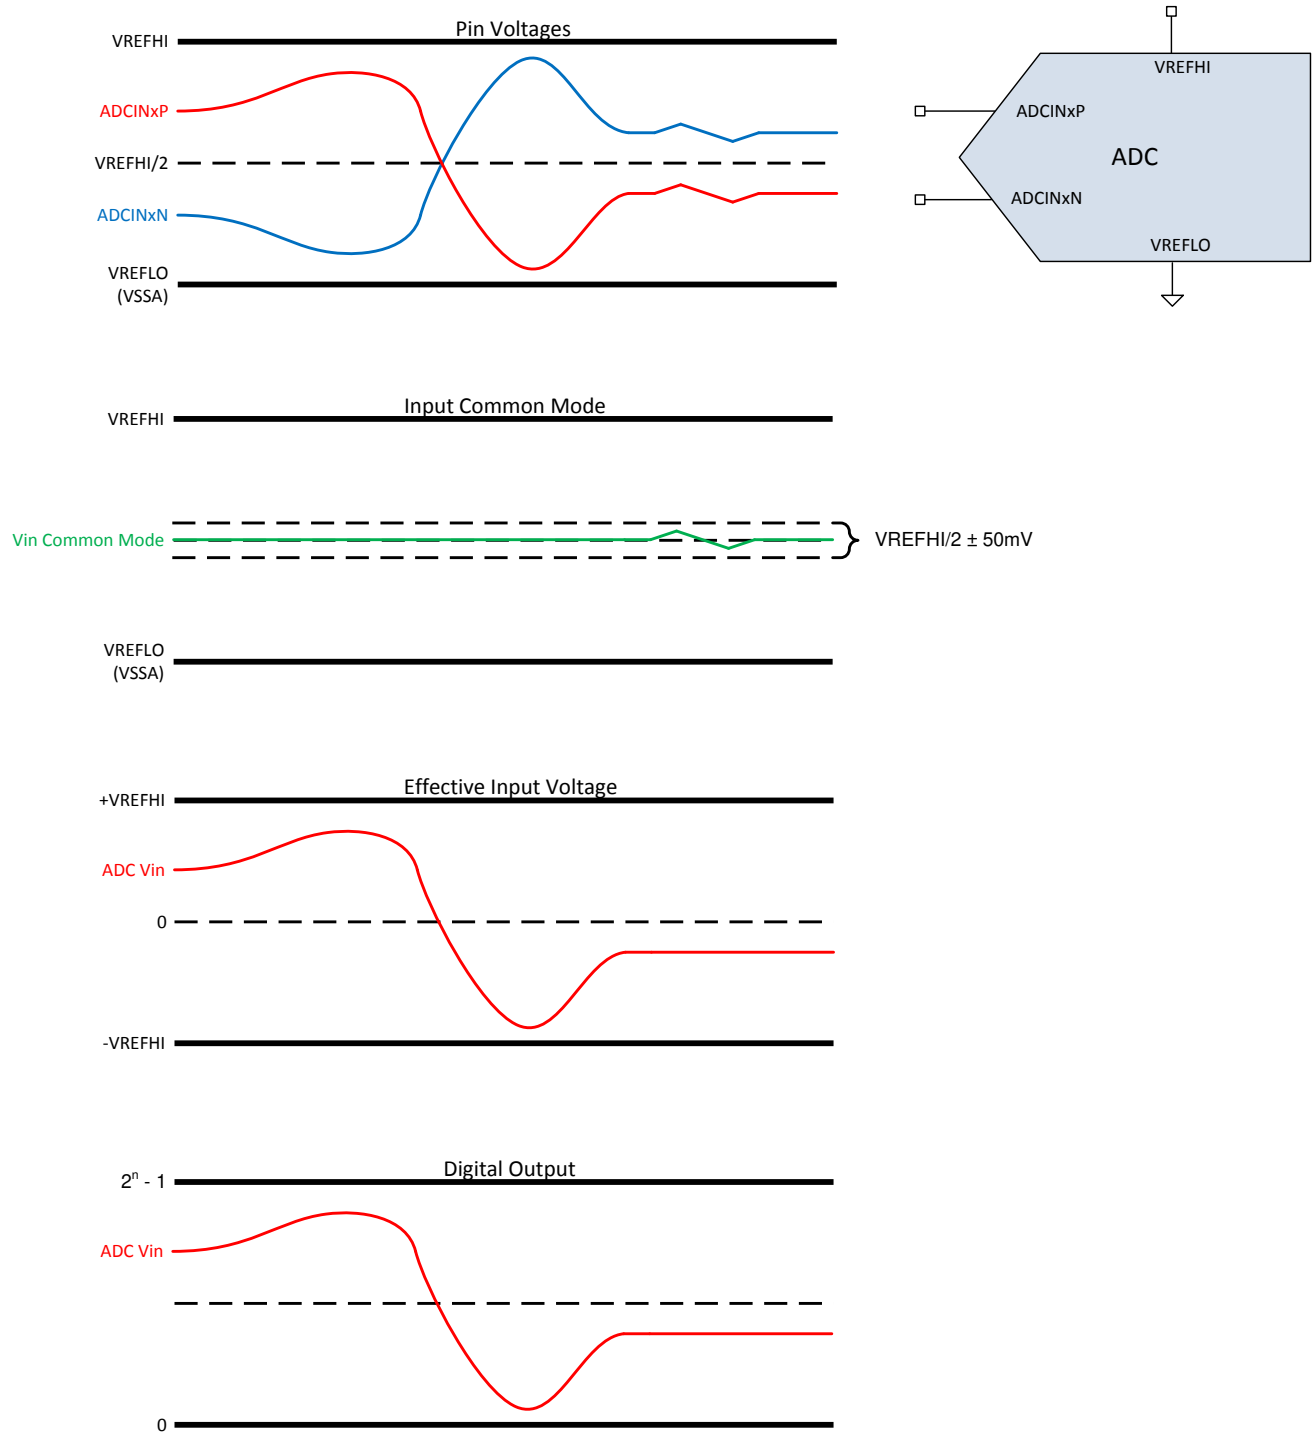 Pin Voltages
VREFHI
ADCINxP
VREFHI/2
ADCINxN
VREFLO
(VSSA)
VREFHI
ADCINxP
ADC
ADCINxN
VREFLO
Input Common Mode
VREFHI
Vin Common Mode
VREFHI/2 ± 50mV
VREFLO
(VSSA)
Effective Input Voltage
+VREFHI
ADC Vin
0
-VREFHI
Digital Output
2ⁿ - 1
ADC Vin
0